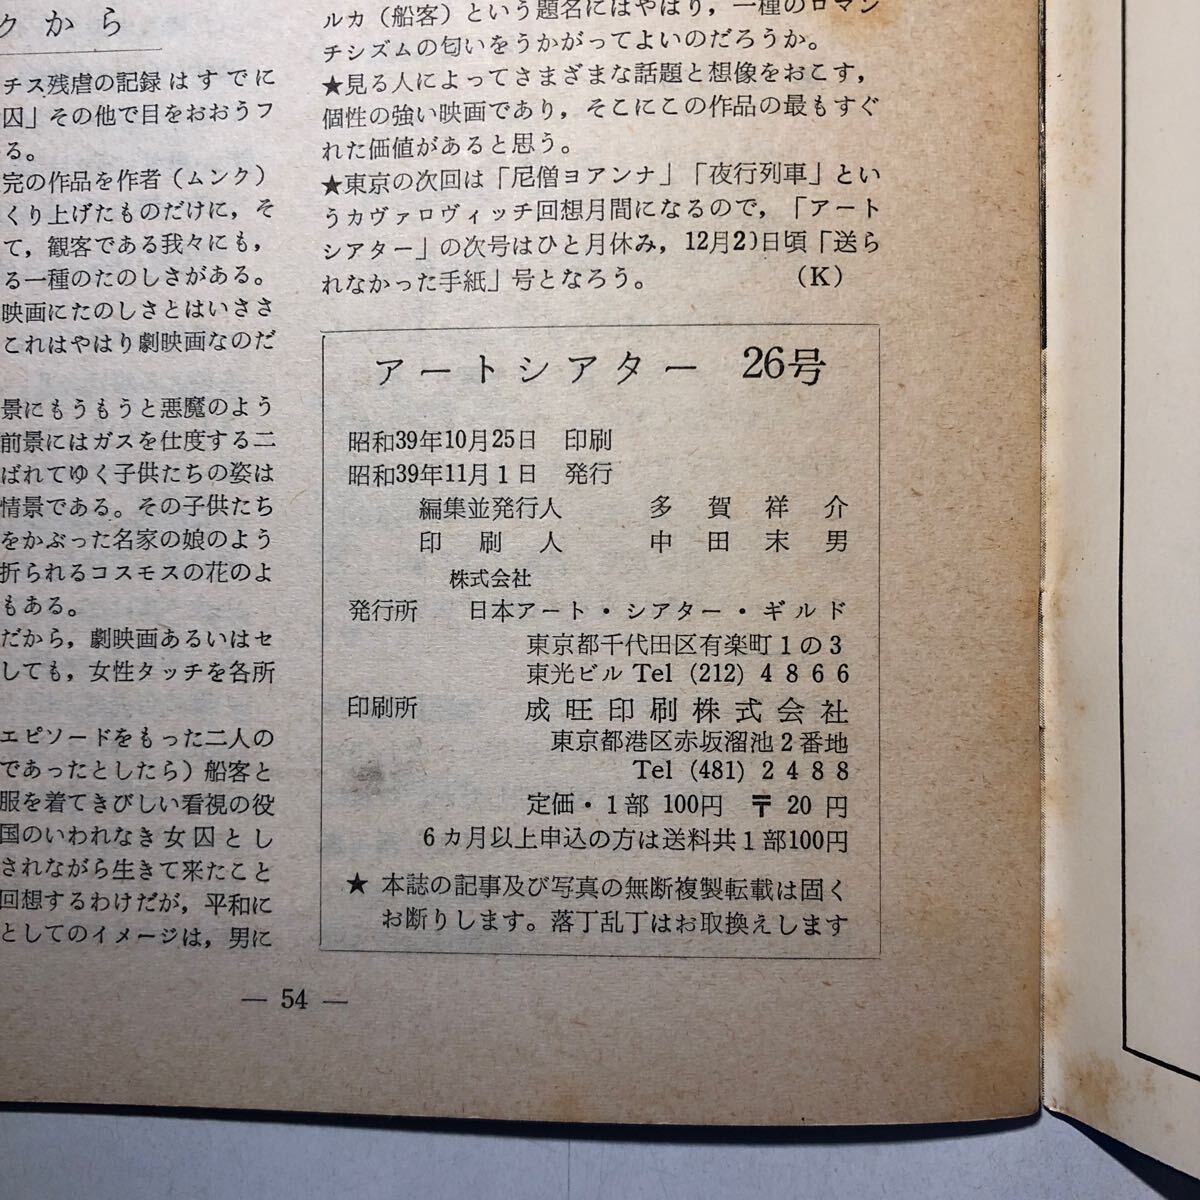 クから
チス残虐の記録はすでに
囚」その他で目をおおうフ
る。
完の作品を作者（ムンク）
くり上げたものだけに，そ
て，観客である我々にも，
る一種のたのしさがある。
映画にたのしさとはいささ
これはやはり劇映画なのだ
景にもうもうと悪魔のよう
前景にはガスを仕度する二
ばれてゆく子供たちの姿は
情景である。その子供たち
をかぶった名家の娘のよう
折られるコスモスの花のよ
もある。
だから，劇映画あるいはセ
しても，女性タッチを各所
エピソードをもった二人の
であったとしたら）船客と
服を着てきびしい看視の役
国のいわれなき女囚とし
されながら生きて来たこと
回想するわけだが，平和に
としてのイメージは，男に
ルカ（船客）という題名にはやはり，一種のロマン
チシズムの匂いをうかがってよいのだろうか。
★見る人によってさまざまな話題と想像をおこす，
個性の強い映画であり，そこにこの作品の最もすぐ
れた価値があると思う。
★東京の次回は「尼僧ヨアンナ」「夜行列車」とい
うカヴァロヴィッチ回想月間になるので，「アート
シアター」の次号はひと月休み，12月20日頃「送ら
れなかった手紙」号となろう。 （K）
アートシアター 26号
昭和39年10月25日 印刷
昭和39年11月1日 発行
編集並発行人 多賀祥介
印刷人 中田末男
株式会社
発行所 日本アート・シアター・ギルド
東京都千代田区有楽町1の3
東光ビル Tel (212) 4866
印刷所 成旺印刷株式会社
東京都港区赤坂溜池2番地
Tel (481) 2488
定価・1部 100円 〒 20円
6ヵ月以上申込の方は送料共1部100円
★ 本誌の記事及び写真の無断複製転載は固く
お断りします。落丁乱丁はお取換えします
— 54 —